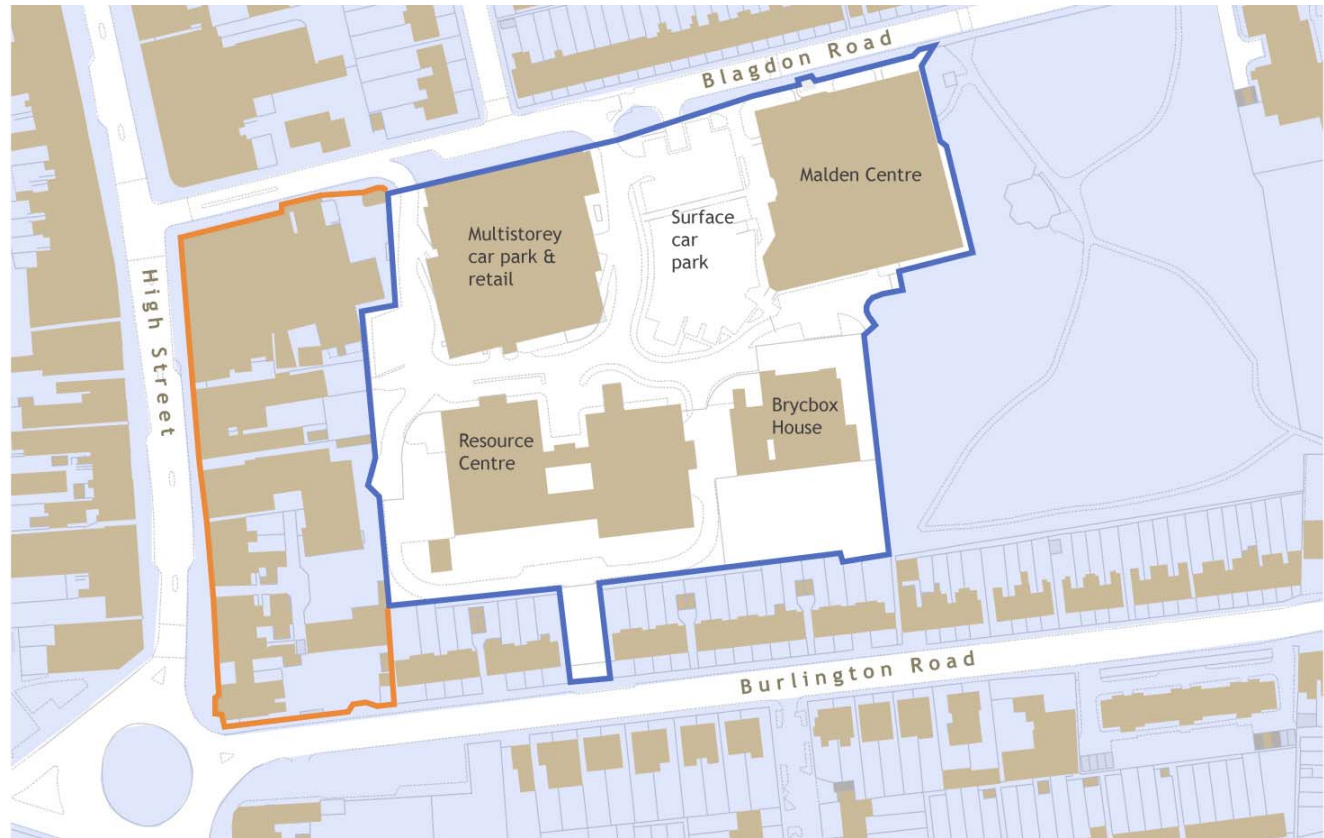 Blagdon Road
Malden Centre
Multistorey
car park &
retail
Surface
car
park
High Street
Resource
Centre
Brycbox
House
Burlington Road